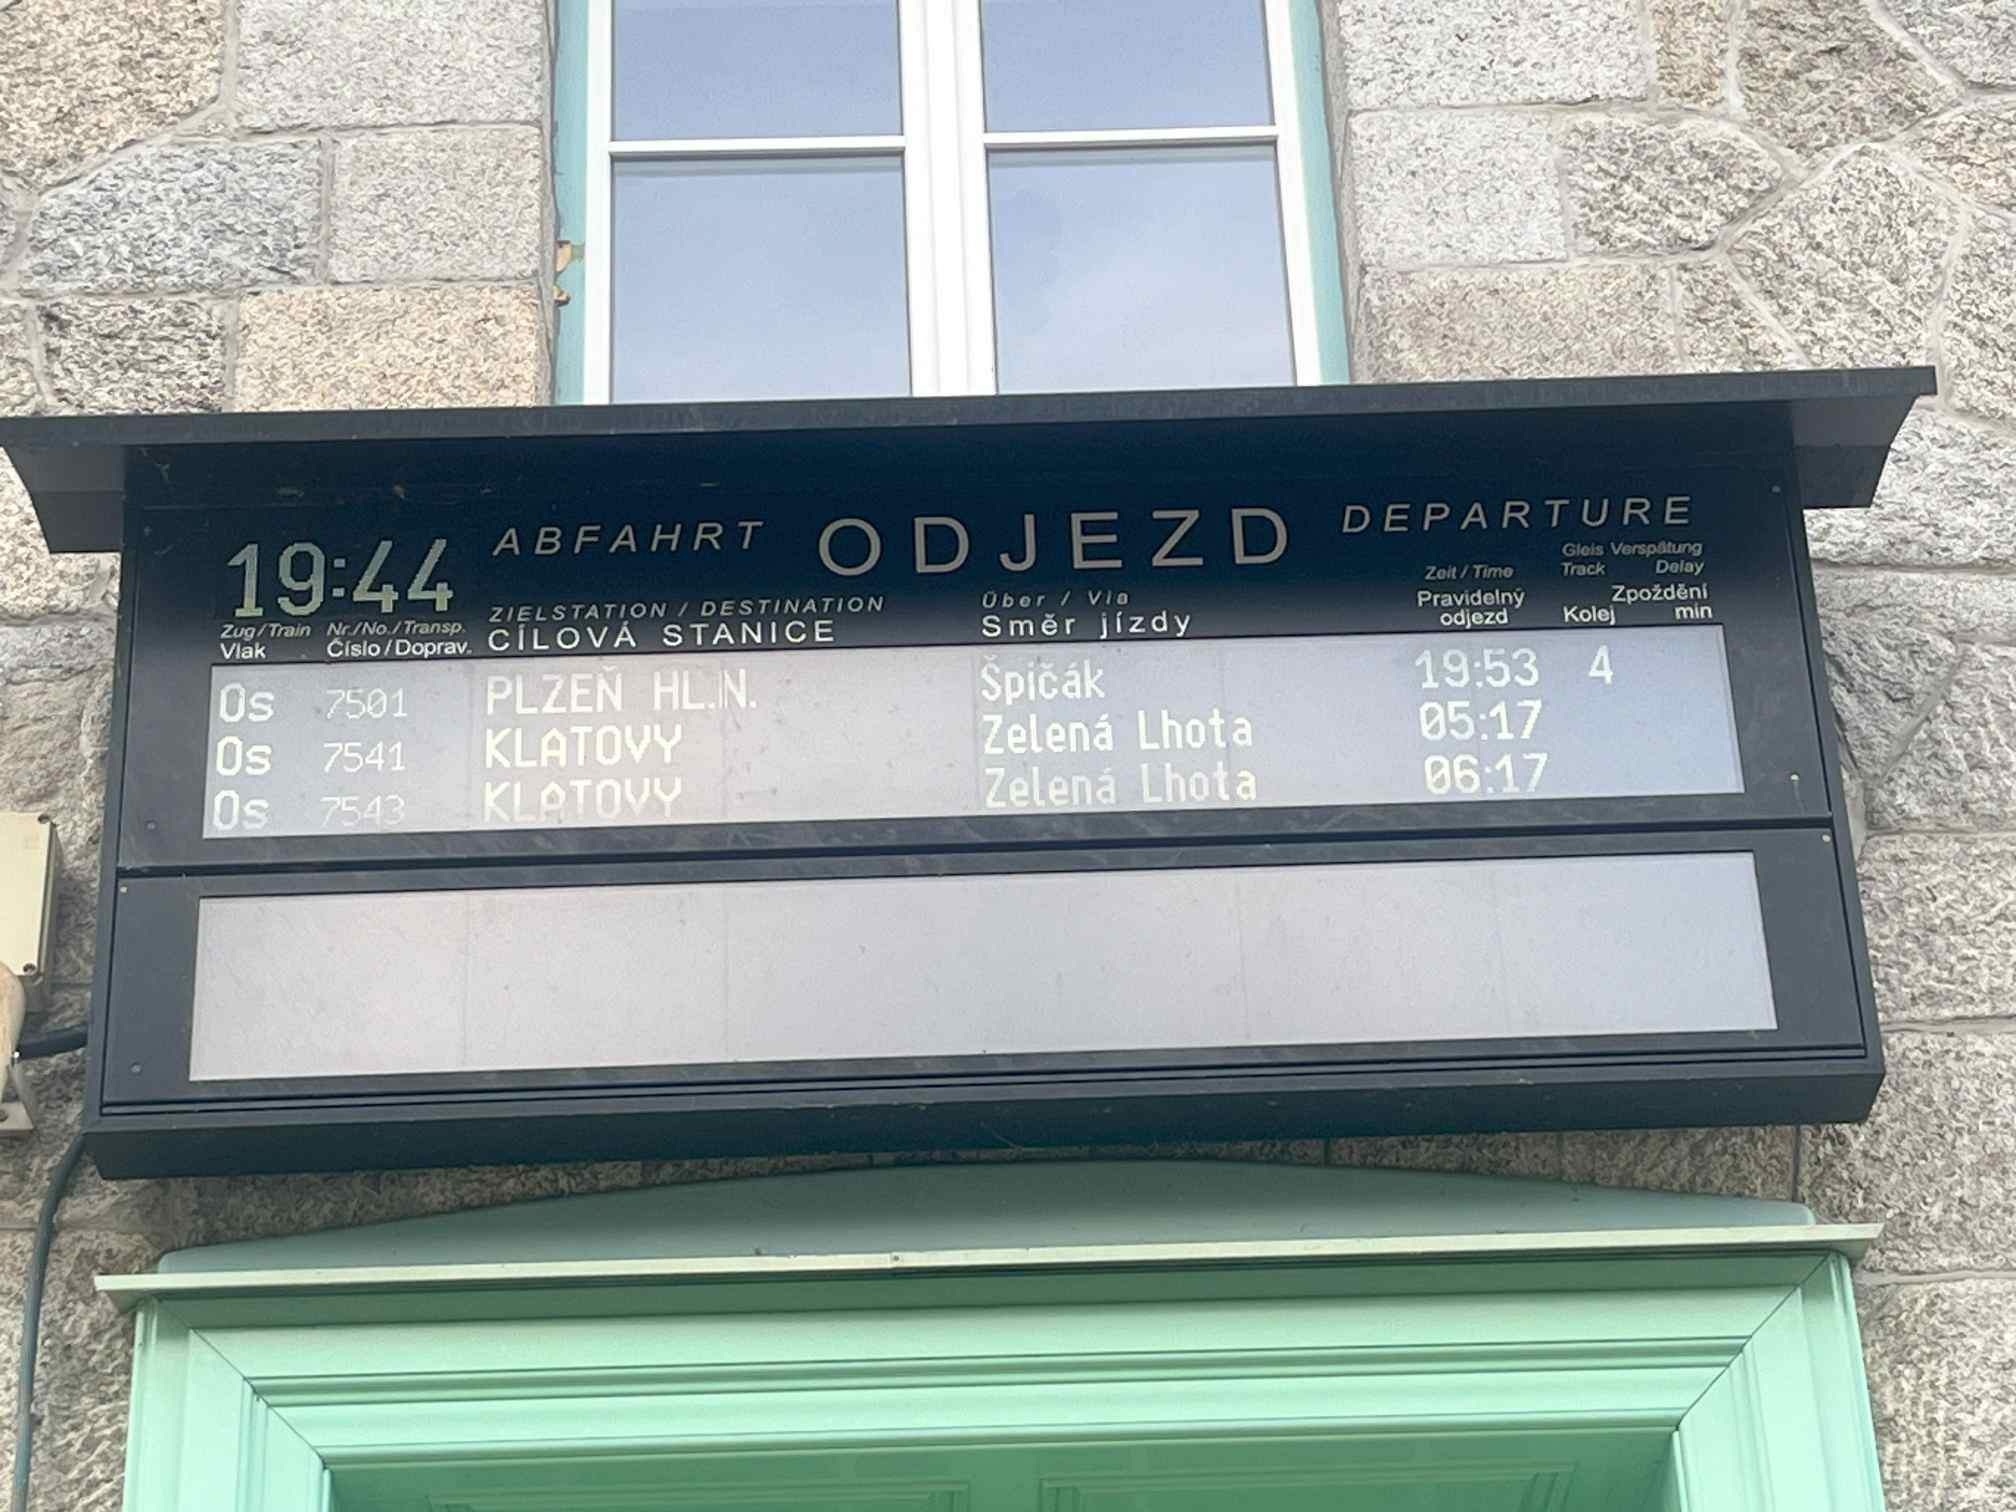 19:44 ABFAHRT ODJEZD DEPARTURE
Gleis Verspätung
Zeit / Time Track Delay
ZIELSTATION / DESTINATION Über / Via Pravidelný Zpoždění
Zug/Train Nr./No./Transp. CÍLOVÁ STANICE Směr jízdy odjezd Kolej min
Vlak Číslo/Doprav.
Os 7501 PLZEŇ HL.N. Špičák 19:53 4
Os 7541 KLATOVY Zelená Lhota 05:17
Os 7543 KLATOVY Zelená Lhota 06:17